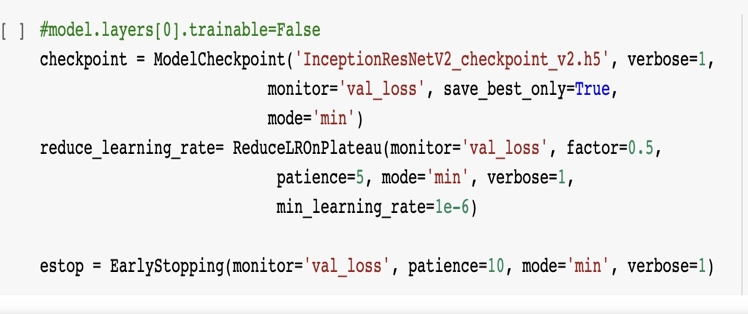 [ ] #model.layers[0].trainable=False
checkpoint = ModelCheckpoint('InceptionResNetV2_checkpoint_v2.h5', verbose=1,
monitor='val_loss', save_best_only=True,
mode='min')
reduce_learning_rate= ReduceLROnPlateau(monitor='val_loss', factor=0.5,
patience=5, mode='min', verbose=1,
min_learning_rate=1e-6)
estop = EarlyStopping(monitor='val_loss', patience=10, mode='min', verbose=1)